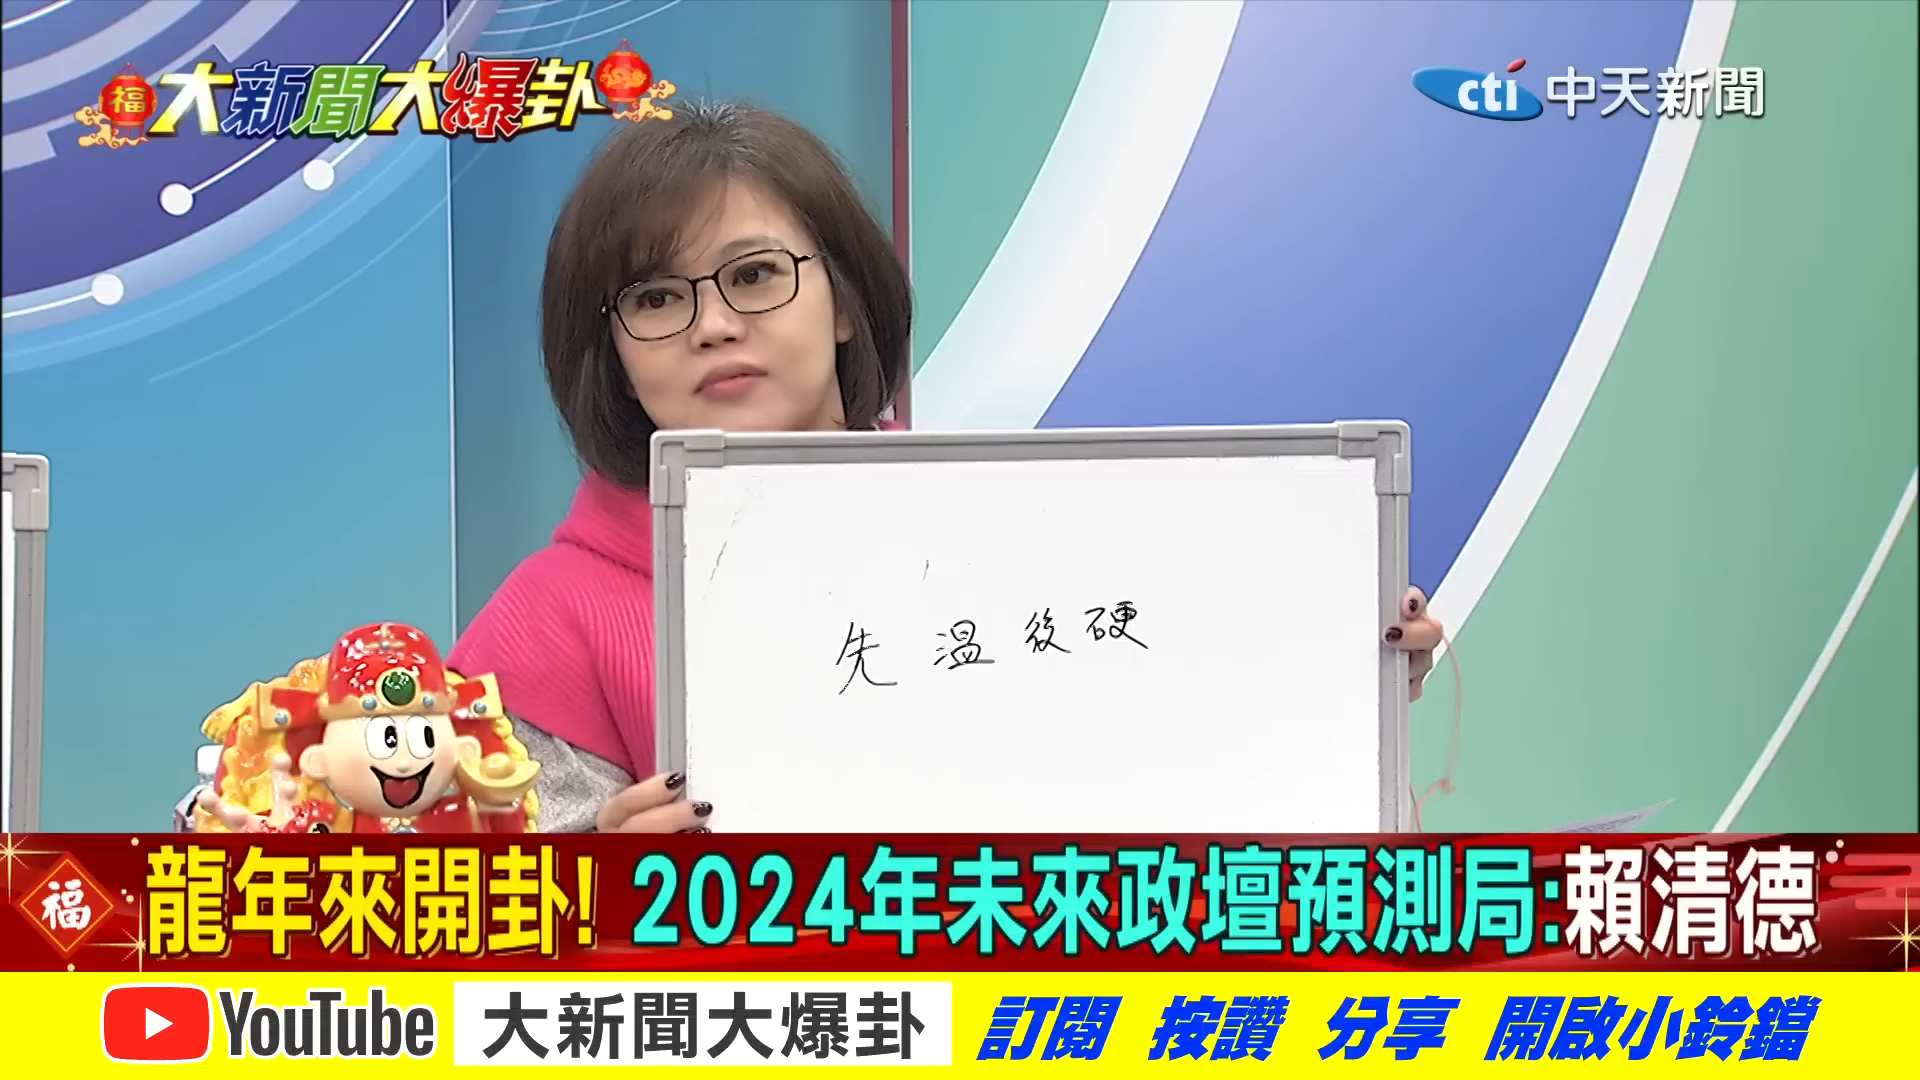 福 大新聞大爆卦
cti 中天新聞
先溫後硬
福 龍年來開卦! 2024年未來政壇預測局:賴清德
YouTube 大新聞大爆卦 訂閱 按讚 分享 開啟小鈴鐺